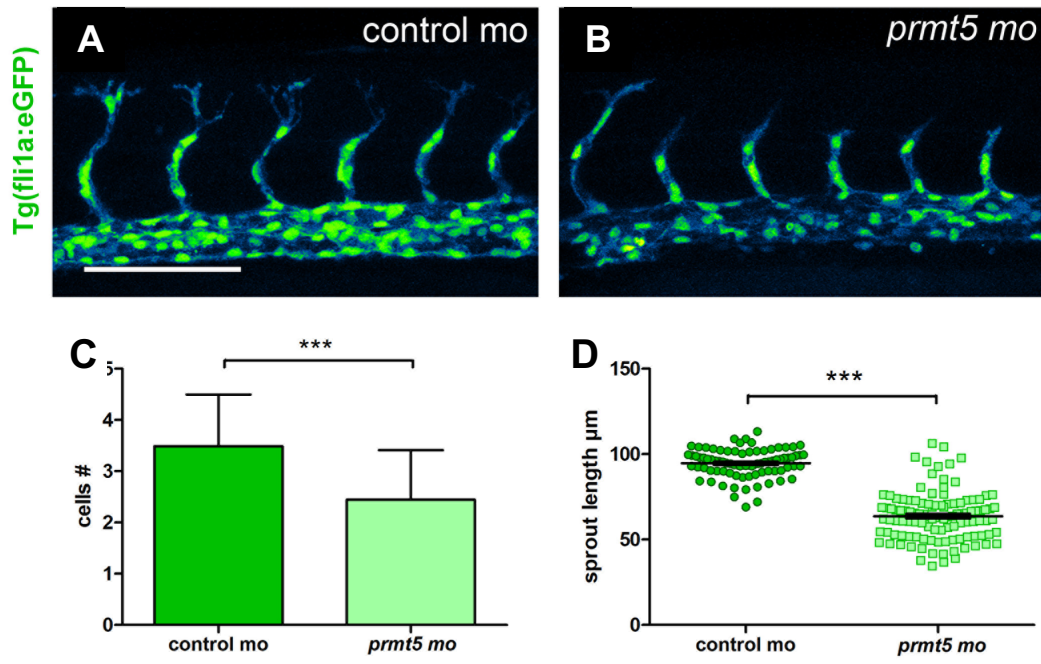 A control mo
B prmt5 mo
Tg(fli1a:eGFP)
C
***
5
4
3
2
1
0
cells #
control mo prmt5 mo
D
***
150
100
50
0
sprout length µm
control mo prmt5 mo